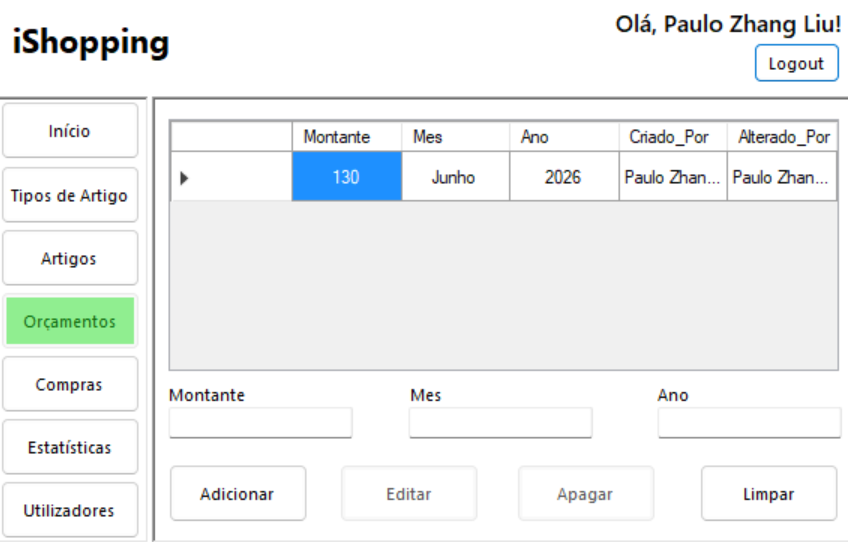 iShopping
Olá, Paulo Zhang Liu!
Logout
Início
Tipos de Artigo
Artigos
Orçamentos
Compras
Estatísticas
Utilizadores
Montante Mes Ano Criado_Por Alterado_Por
130 Junho 2026 Paulo Zhan... Paulo Zhan...
Montante Mes Ano
Adicionar Editar Apagar Limpar